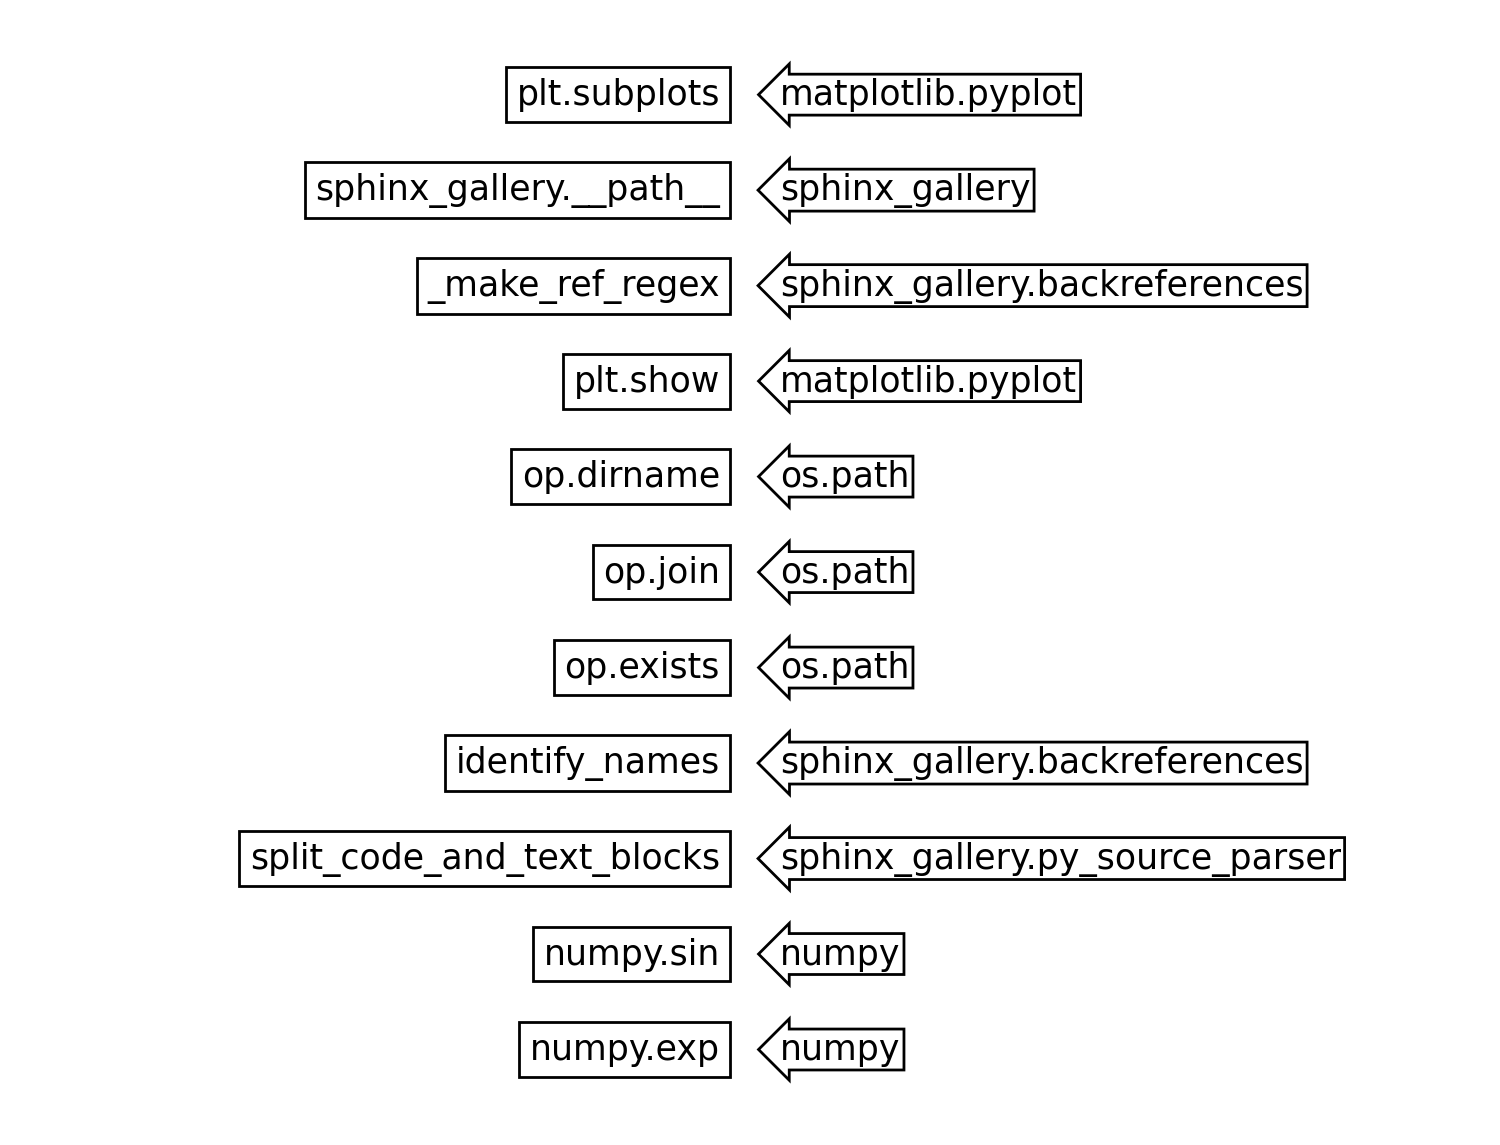 plt.subplots matplotlib.pyplot
sphinx_gallery.__path__ sphinx_gallery
_make_ref_regex sphinx_gallery.backreferences
plt.show matplotlib.pyplot
op.dirname os.path
op.join os.path
op.exists os.path
identify_names sphinx_gallery.backreferences
split_code_and_text_blocks sphinx_gallery.py_source_parser
numpy.sin numpy
numpy.exp numpy